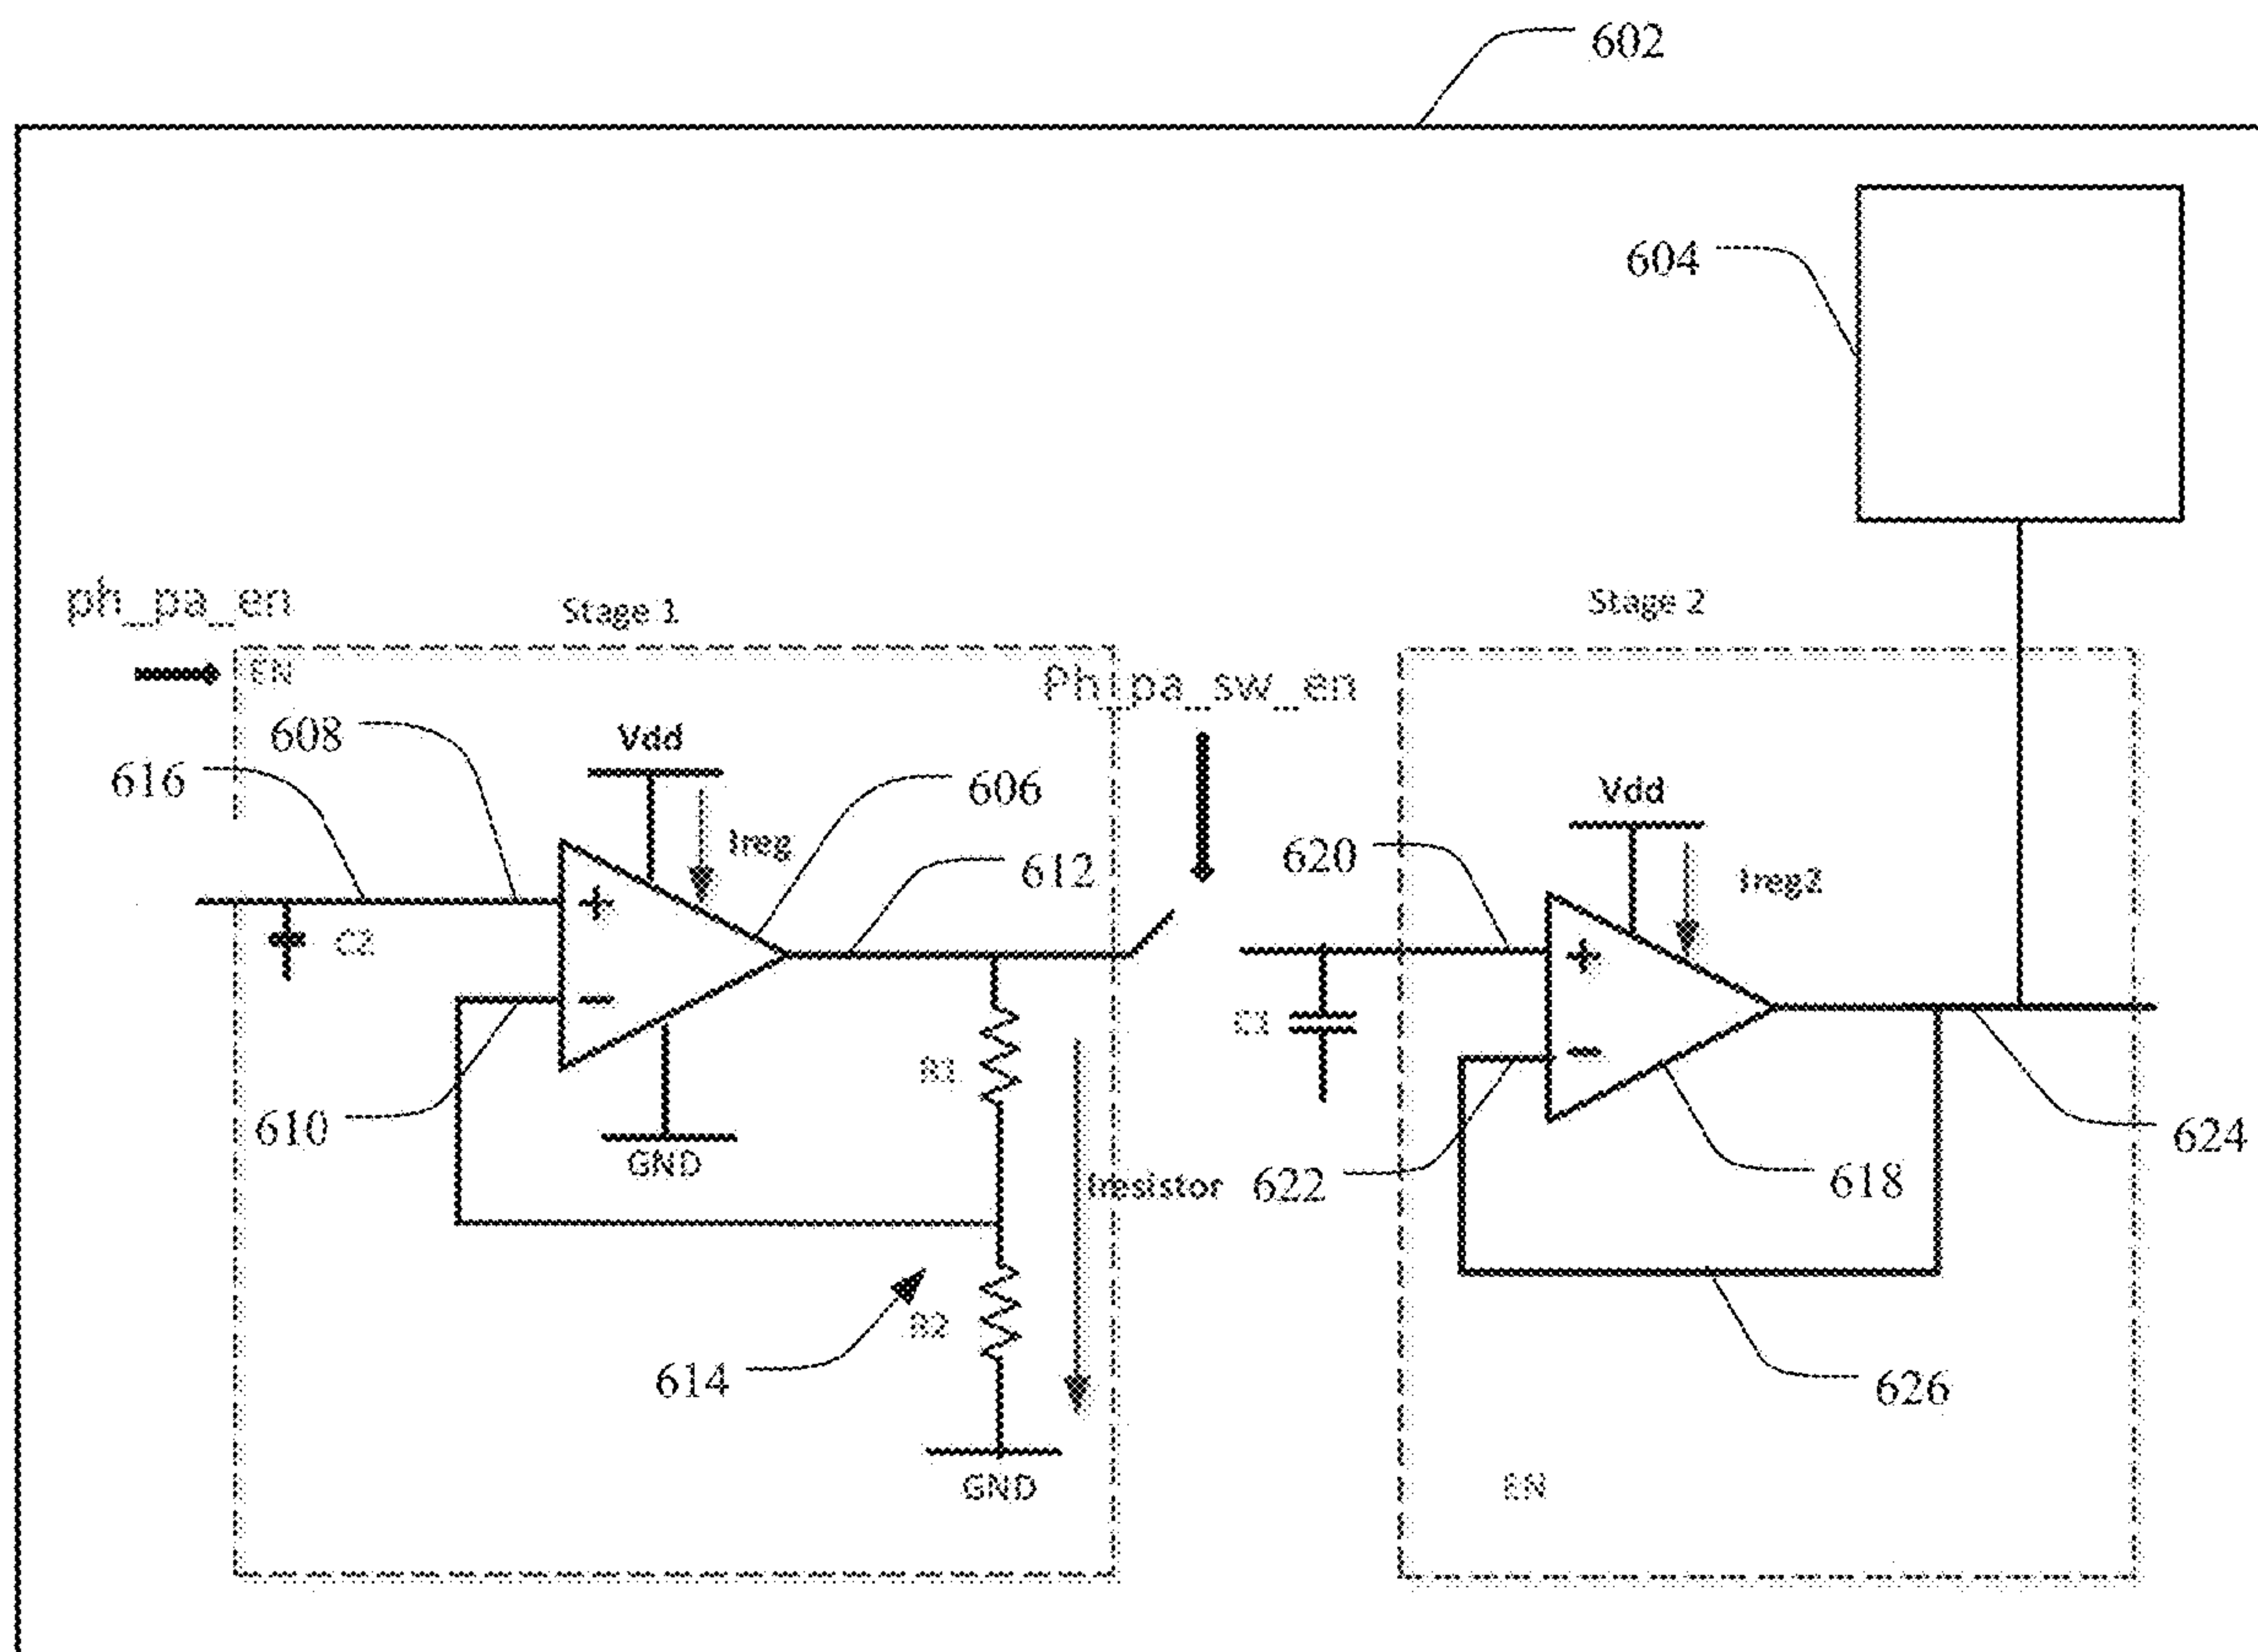 602
604
ph_pa_en
Stage 1
Stage 2
EN
Ph_pa_sw_en
608
Vdd
616
606
Vdd
Ireg
612
620
Ireg2
+
+
C2
C1
R1
610
GND
624
Iresistor
622
618
R2
614
626
GND
EN